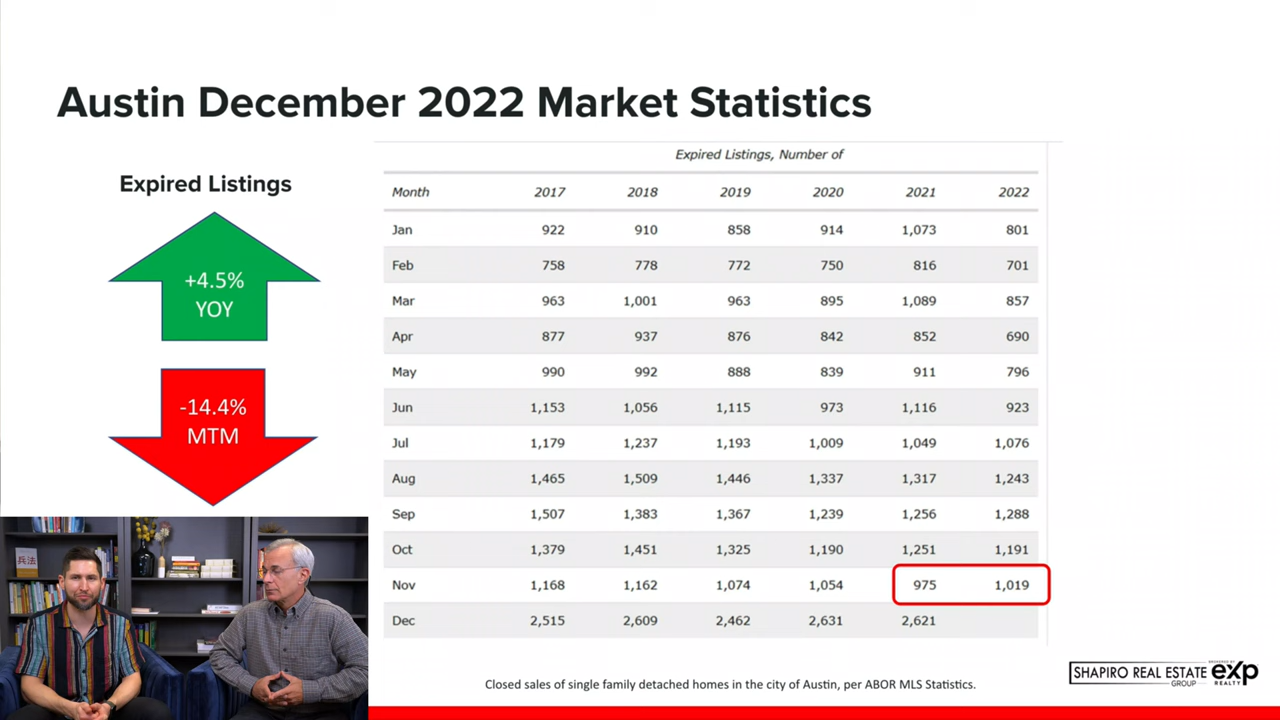 Austin December 2022 Market Statistics
Expired Listings
+4.5%
YOY
-14.4%
MTM
Expired Listings, Number of
Month 2017 2018 2019 2020 2021 2022
Jan 922 910 858 914 1,073 801
Feb 758 778 772 750 816 701
Mar 963 1,001 963 895 1,089 857
Apr 877 937 876 842 852 690
May 990 992 888 839 911 796
Jun 1,153 1,056 1,115 973 1,116 923
Jul 1,179 1,237 1,193 1,009 1,049 1,076
Aug 1,465 1,509 1,446 1,337 1,317 1,243
Sep 1,507 1,383 1,367 1,239 1,256 1,288
Oct 1,379 1,451 1,325 1,190 1,251 1,191
Nov 1,168 1,162 1,074 1,054 975 1,019
Dec 2,515 2,609 2,462 2,631 2,621
兵法
Closed sales of single family detached homes in the city of Austin, per ABOR MLS Statistics.
SHAPIRO REAL ESTATE
GROUP
BROKERED BY
eXp
REALTY